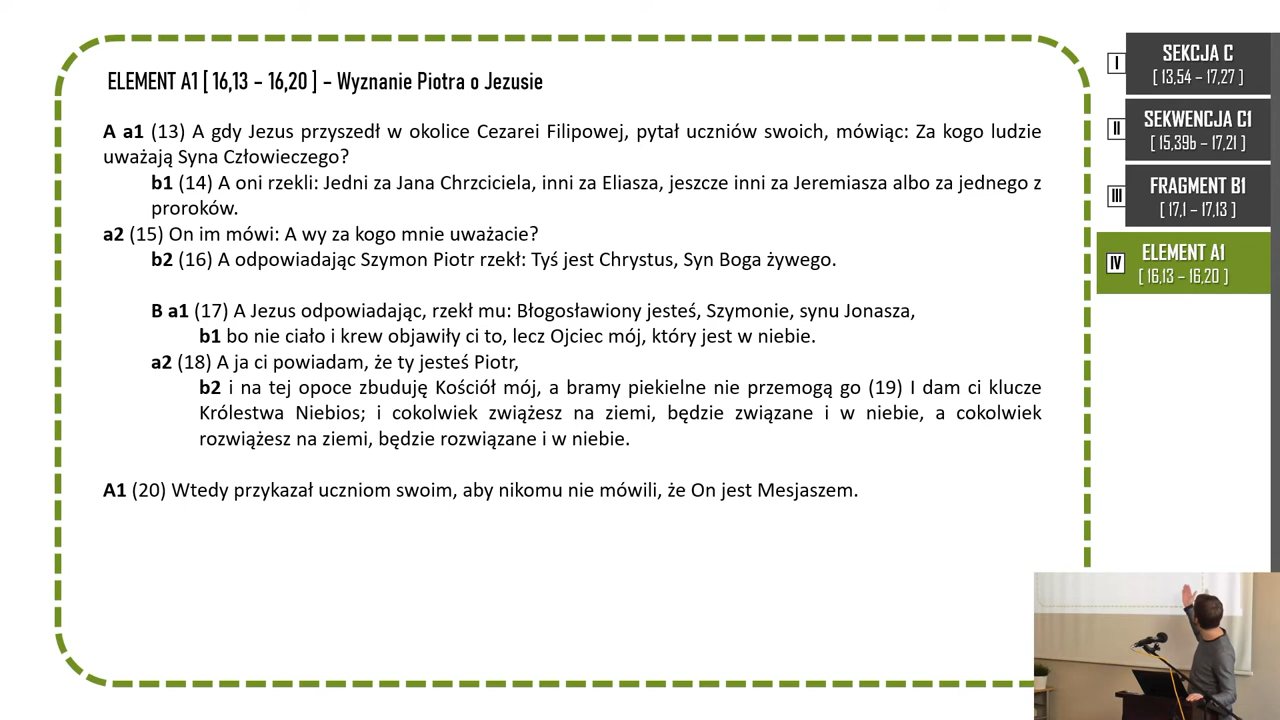 ELEMENT A1 [ 16,13 – 16,20 ] – Wyznanie Piotra o Jezusie
A a1 (13) A gdy Jezus przyszedł w okolice Cezarei Filipowej, pytał uczniów swoich, mówiąc: Za kogo ludzie
uważają Syna Człowieczego?
b1 (14) A oni rzekli: Jedni za Jana Chrzciciela, inni za Eliasza, jeszcze inni za Jeremiasza albo za jednego z
proroków.
a2 (15) On im mówi: A wy za kogo mnie uważacie?
b2 (16) A odpowiadając Szymon Piotr rzekł: Tyś jest Chrystus, Syn Boga żywego.
B a1 (17) A Jezus odpowiadając, rzekł mu: Błogosławiony jesteś, Szymonie, synu Jonasza,
b1 bo nie ciało i krew objawiły ci to, lecz Ojciec mój, który jest w niebie.
a2 (18) A ja ci powiadam, że ty jesteś Piotr,
b2 i na tej opoce zbuduję Kościół mój, a bramy piekielne nie przemogą go (19) I dam ci klucze
Królestwa Niebios; i cokolwiek zwiążesz na ziemi, będzie związane i w niebie, a cokolwiek
rozwiążesz na ziemi, będzie rozwiązane i w niebie.
A1 (20) Wtedy przykazał uczniom swoim, aby nikomu nie mówili, że On jest Mesjaszem.
I SEKCJA C
[ 13,54 – 17,27 ]
II SEKWENCJA C1
[ 15,39b – 17,21 ]
III FRAGMENT B1
[ 17,1 – 17,13 ]
IV ELEMENT A1
[ 16,13 – 16,20 ]